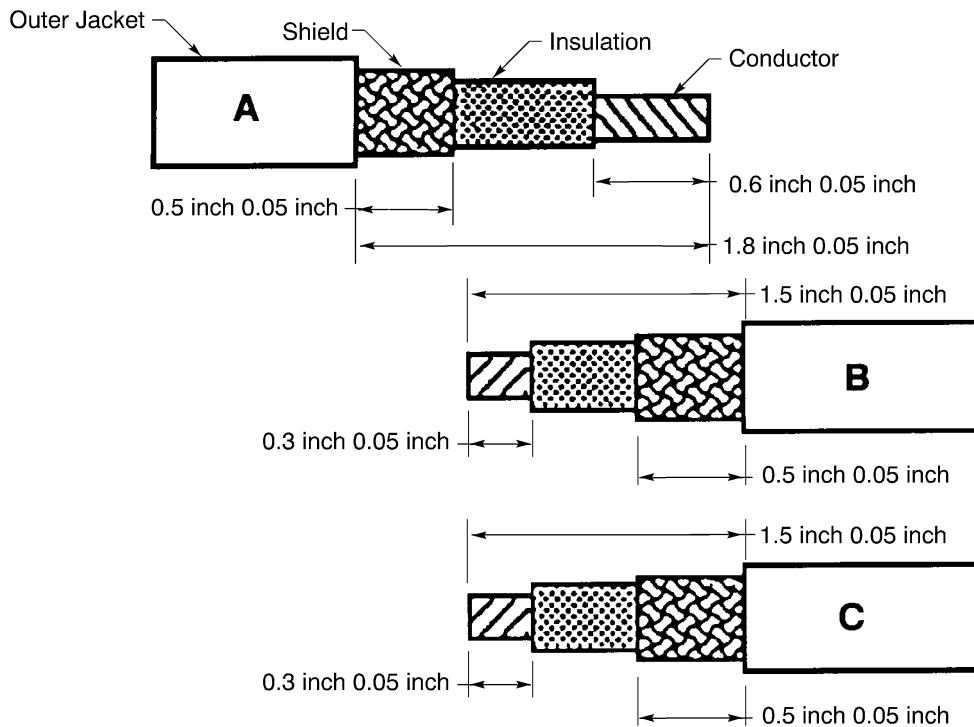 Outer Jacket
Shield
Insulation
Conductor
A
0.6 inch 0.05 inch
0.5 inch 0.05 inch
1.8 inch 0.05 inch
1.5 inch 0.05 inch
B
0.3 inch 0.05 inch
0.5 inch 0.05 inch
1.5 inch 0.05 inch
C
0.3 inch 0.05 inch
0.5 inch 0.05 inch